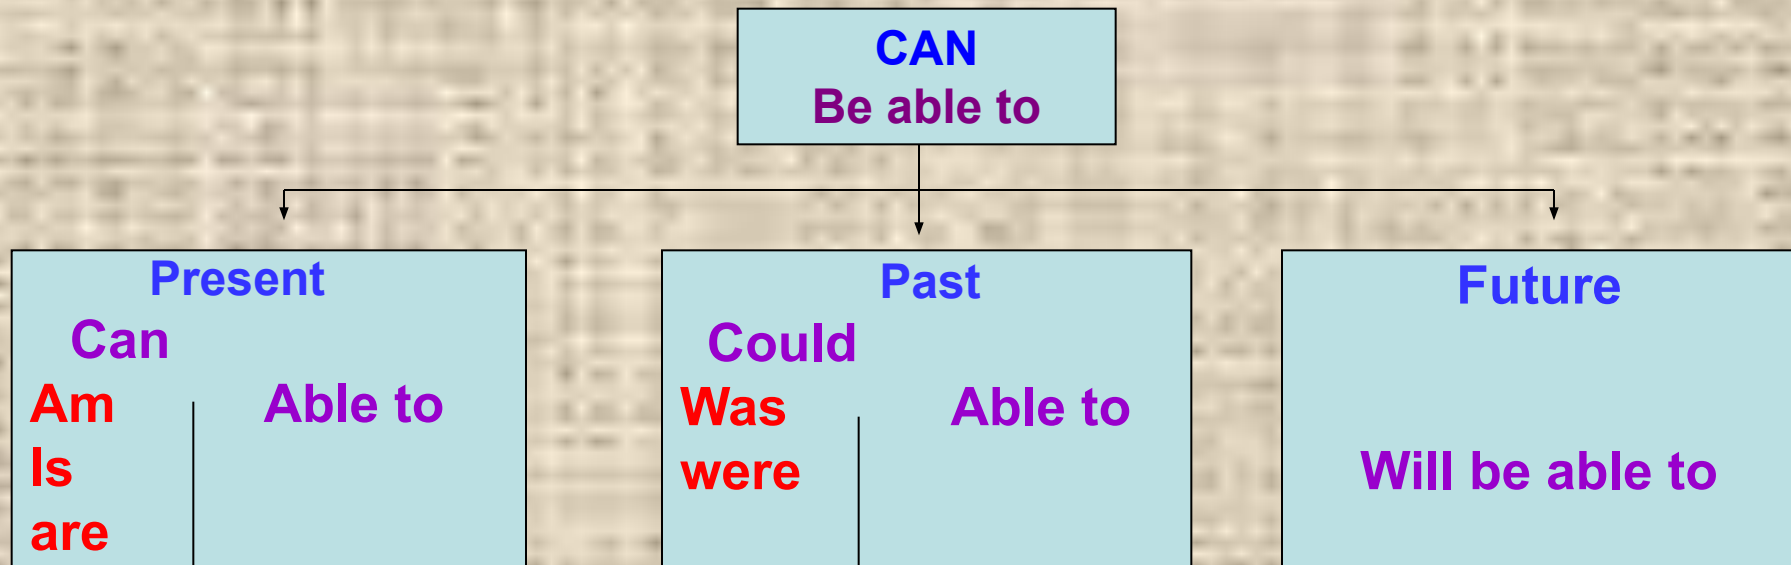 CAN
Be able to
Present
Can
Am Able to
Is
are
Past
Could
Was Able to
were
Future
Will be able to